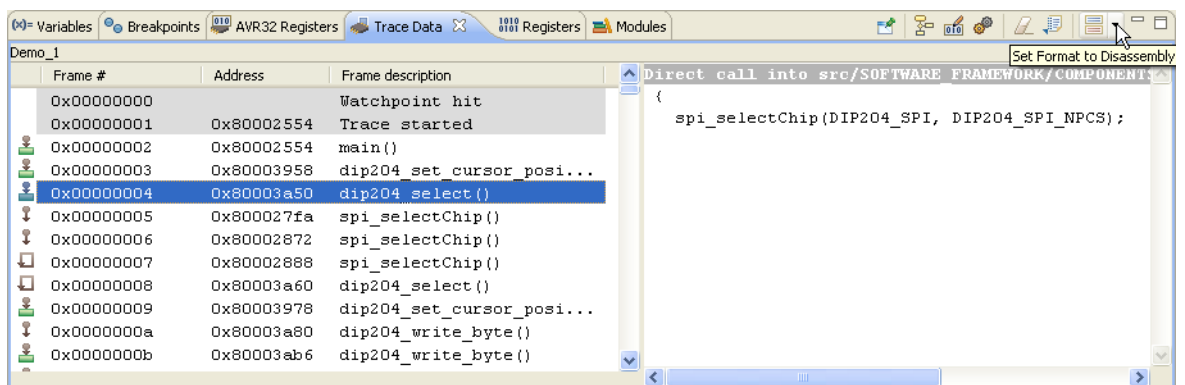 (x)= Variables Breakpoints 010 AVR32 Registers Trace Data 1010 0101 Registers Modules
Demo_1
Set Format to Disassembly
Frame # Address Frame description
Direct call into src/SOFTWARE_FRAMEWORK/COMPONENTS
0x00000000 Watchpoint hit
{
0x00000001 0x80002554 Trace started
spi_selectChip(DIP204_SPI, DIP204_SPI_NPCS);
0x00000002 0x80002554 main()
0x00000003 0x80003958 dip204_set_cursor_posi...
0x00000004 0x80003a50 dip204_select()
0x00000005 0x800027fa spi_selectChip()
0x00000006 0x80002872 spi_selectChip()
0x00000007 0x80002888 spi_selectChip()
0x00000008 0x80003a60 dip204_select()
0x00000009 0x80003978 dip204_set_cursor_posi...
0x0000000a 0x80003a80 dip204_write_byte()
0x0000000b 0x80003ab6 dip204_write_byte()